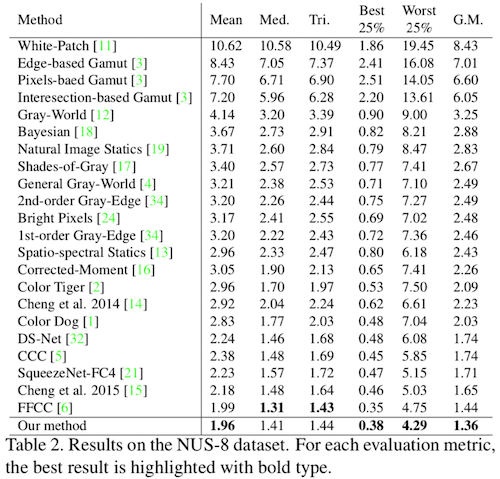 Method Mean Med. Tri. Best 25% Worst 25% G.M.
White-Patch [11] 10.62 10.58 10.49 1.86 19.45 8.43
Edge-based Gamut [3] 8.43 7.05 7.37 2.41 16.08 7.01
Pixels-baed Gamut [3] 7.70 6.71 6.90 2.51 14.05 6.60
Interesection-based Gamut [3] 7.20 5.96 6.28 2.20 13.61 6.05
Gray-World [12] 4.14 3.20 3.39 0.90 9.00 3.25
Bayesian [18] 3.67 2.73 2.91 0.82 8.21 2.88
Natural Image Statics [19] 3.71 2.60 2.84 0.79 8.47 2.83
Shades-of-Gray [17] 3.40 2.57 2.73 0.77 7.41 2.67
General Gray-World [4] 3.21 2.38 2.53 0.71 7.10 2.49
2nd-order Gray-Edge [34] 3.20 2.26 2.44 0.75 7.27 2.49
Bright Pixels [24] 3.17 2.41 2.55 0.69 7.02 2.48
1st-order Gray-Edge [34] 3.20 2.22 2.43 0.72 7.36 2.46
Spatio-spectral Statics [13] 2.96 2.33 2.47 0.80 6.18 2.43
Corrected-Moment [16] 3.05 1.90 2.13 0.65 7.41 2.26
Color Tiger [2] 2.96 1.70 1.97 0.53 7.50 2.09
Cheng et al. 2014 [14] 2.92 2.04 2.24 0.62 6.61 2.23
Color Dog [1] 2.83 1.77 2.03 0.48 7.04 2.03
DS-Net [32] 2.24 1.46 1.68 0.48 6.08 1.74
CCC [5] 2.38 1.48 1.69 0.45 5.85 1.74
SqueezeNet-FC4 [21] 2.23 1.57 1.72 0.47 5.15 1.71
Cheng et al. 2015 [15] 2.18 1.48 1.64 0.46 5.03 1.65
FFCC [6] 1.99 1.31 1.43 0.35 4.75 1.44
Our method 1.96 1.41 1.44 0.38 4.29 1.36
Table 2. Results on the NUS-8 dataset. For each evaluation metric,
the best result is highlighted with bold type.